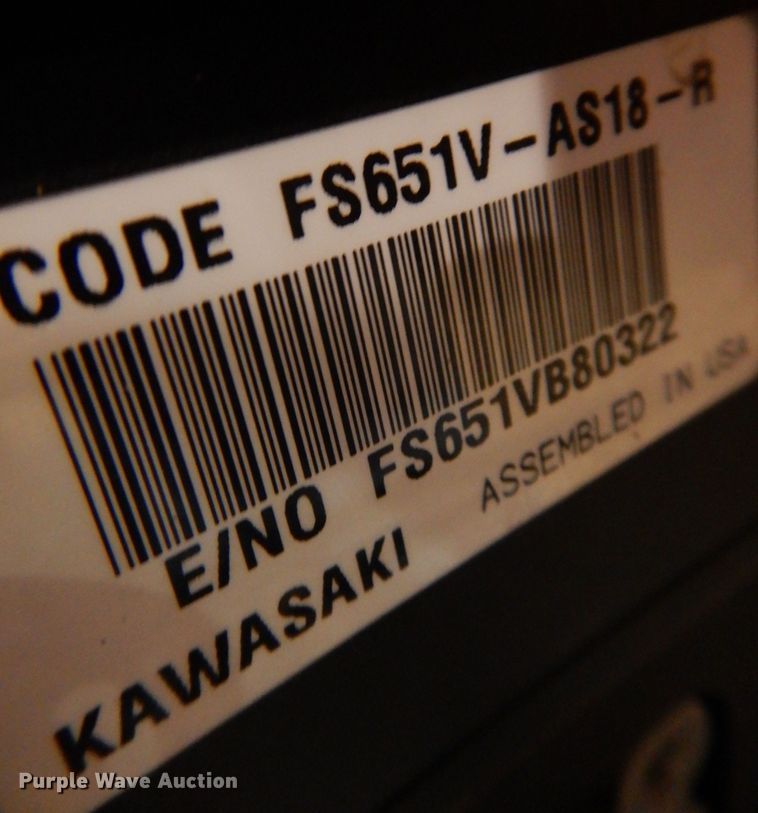 CODE FS651V-AS18-R
E/NO FS651VB80322
KAWASAKI ASSEMBLED IN USA
Purple Wave Auction